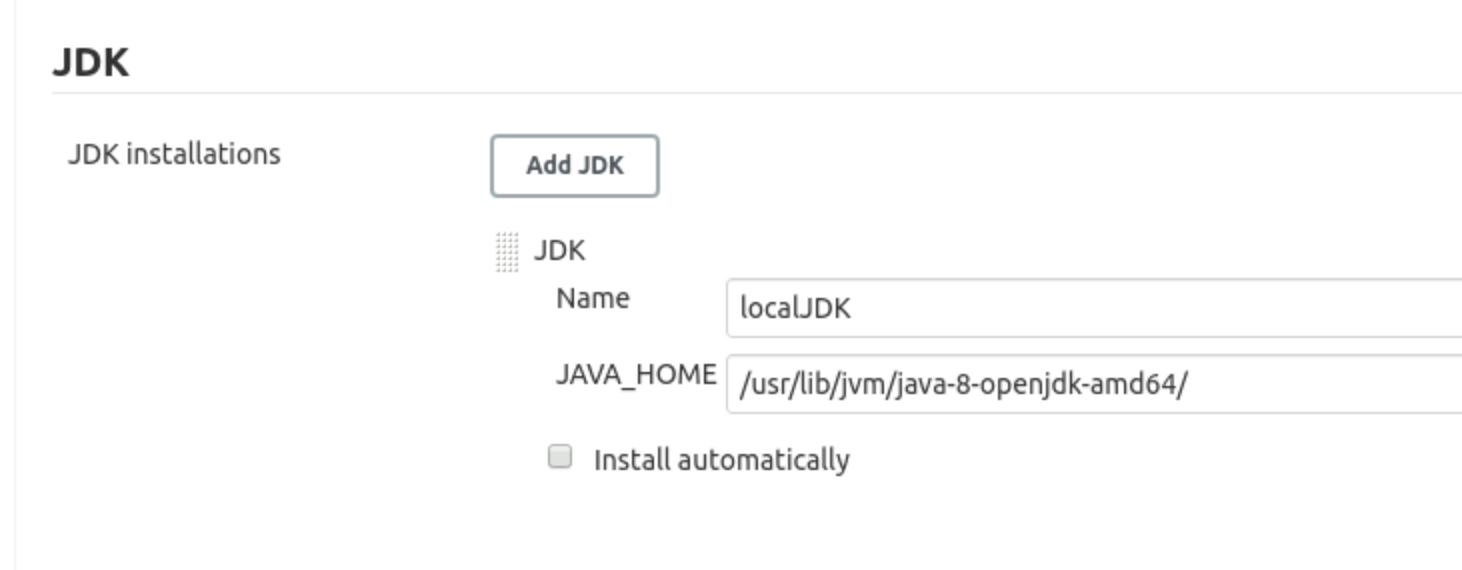 JDK
JDK installations
Add JDK
JDK
Name
localJDK
JAVA_HOME
/usr/lib/jvm/java-8-openjdk-amd64/
Install automatically